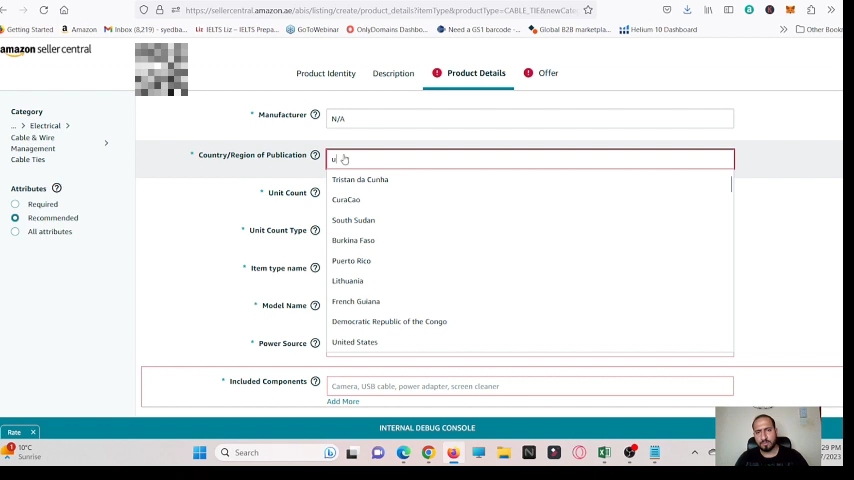 https://sellercentral.amazon.ae/abis/listing/create/product_details?itemType&productType=CABLE_TIE&newCate
Getting Started
Amazon
Inbox (8,219) - syedba...
IELTS Liz – IELTS Pre...
GoToWebinar
OnlyDomains Dashbo...
Need a GS1 barcode -...
Global B2B marketpla...
Helium 10 Dashboard
Other Book
amazon seller central
Product Identity
Description
Product Details
Offer
Category
... > Electrical >
Cable & Wire
Management
Cable Ties
Attributes
Required
Recommended
All attributes
* Manufacturer
N/A
* Country/Region of Publication
u
Tristan da Cunha
CuraCao
South Sudan
Burkina Faso
Puerto Rico
Lithuania
French Guiana
Democratic Republic of the Congo
United States
* Unit Count
* Unit Count Type
* Item type name
* Model Name
* Power Source
* Included Components
Camera, USB cable, power adapter, screen cleaner
Add More
INTERNAL DEBUG CONSOLE
Rate
10°C
Sunrise
Search
:29 PM
/2023